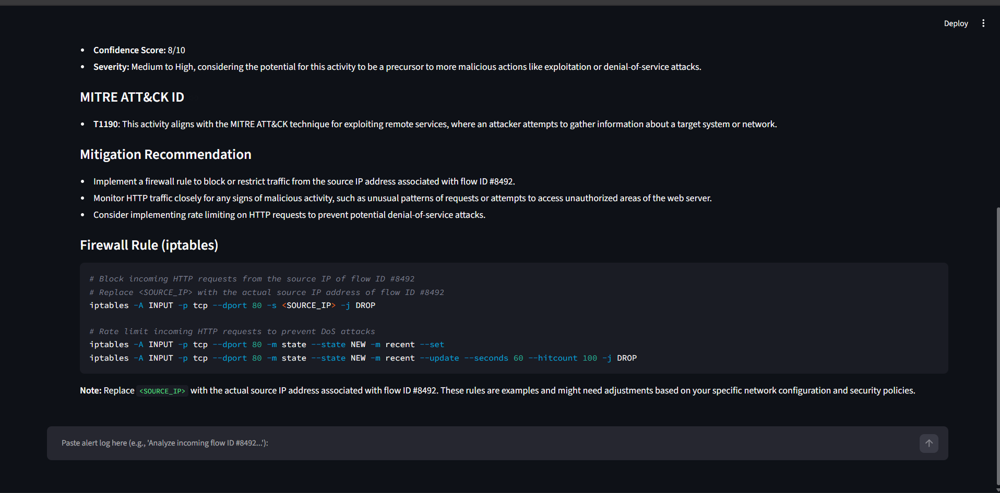 Deploy
• Confidence Score: 8/10
• Severity: Medium to High, considering the potential for this activity to be a precursor to more malicious actions like exploitation or denial-of-service attacks.
MITRE ATT&CK ID
• T1190: This activity aligns with the MITRE ATT&CK technique for exploiting remote services, where an attacker attempts to gather information about a target system or network.
Mitigation Recommendation
• Implement a firewall rule to block or restrict traffic from the source IP address associated with flow ID #8492.
• Monitor HTTP traffic closely for any signs of malicious activity, such as unusual patterns of requests or attempts to access unauthorized areas of the web server.
• Consider implementing rate limiting on HTTP requests to prevent potential denial-of-service attacks.
Firewall Rule (iptables)
# Block incoming HTTP requests from the source IP of flow ID #8492
# Replace <SOURCE_IP> with the actual source IP address of flow ID #8492
iptables -A INPUT -p tcp --dport 80 -s <SOURCE_IP> -j DROP
# Rate limit incoming HTTP requests to prevent DoS attacks
iptables -A INPUT -p tcp --dport 80 -m state --state NEW -m recent --set
iptables -A INPUT -p tcp --dport 80 -m state --state NEW -m recent --update --seconds 60 --hitcount 100 -j DROP
Note: Replace <SOURCE_IP> with the actual source IP address associated with flow ID #8492. These rules are examples and might need adjustments based on your specific network configuration and security policies.
Paste alert log here (e.g., 'Analyze incoming flow ID #8492...'):